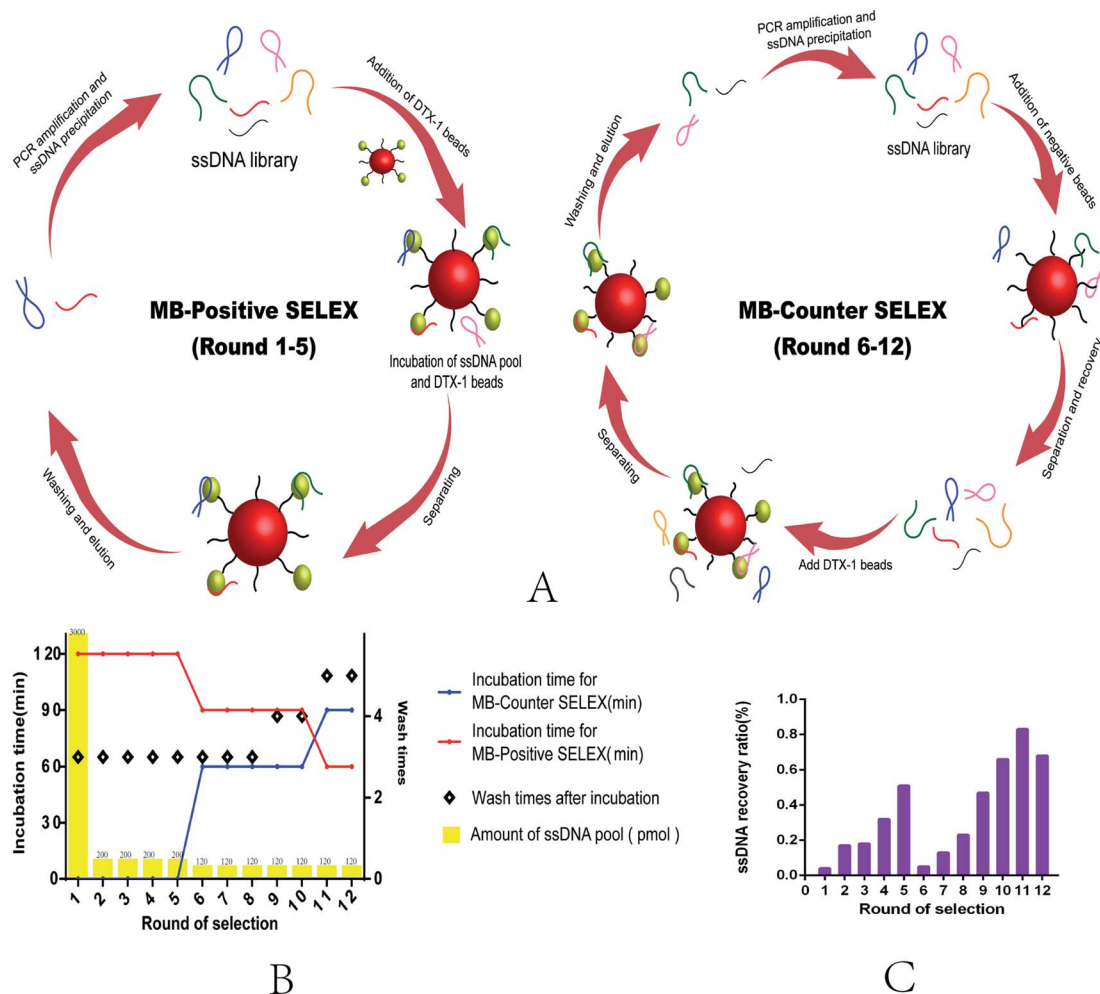 PCR amplification and
ssDNA precipitation
ssDNA library
Addition of DTX-1 beads
MB-Positive SELEX
(Round 1-5)
Incubation of ssDNA pool
and DTX-1 beads
Separating
Washing and elution
PCR amplification and
ssDNA precipitation
ssDNA library
Addition of negative beads
MB-Counter SELEX
(Round 6-12)
Separation and recovery
Add DTX-1 beads
Separating
Washing and elution
A
Incubation time(min)
120
90
60
30
0
3000
200
200
200
200
120
120
120
120
120
120
120
1
2
3
4
5
6
7
8
9
10
11
12
Round of selection
4
2
0
Wash times
Incubation time for
MB-Counter SELEX(min)
Incubation time for
MB-Positive SELEX(min)
Wash times after incubation
Amount of ssDNA pool ( pmol )
B
ssDNA recovery ratio(%)
1.0
0.8
0.6
0.4
0.2
0.0
0 1 2 3 4 5 6 7 8 9 10 11 12
Round of selection
C